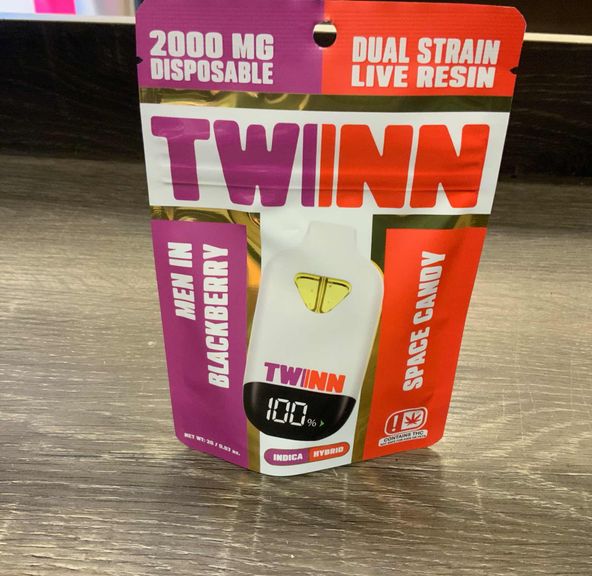 2000 MG
DISPOSABLE
DUAL STRAIN
LIVE RESIN
TWINN
MEN IN
BLACKBERRY
SPACE CANDY
TWINN
100%
NET WT: 2G / 0.07 oz.
INDICA
HYBRID
!
CONTAINS THC